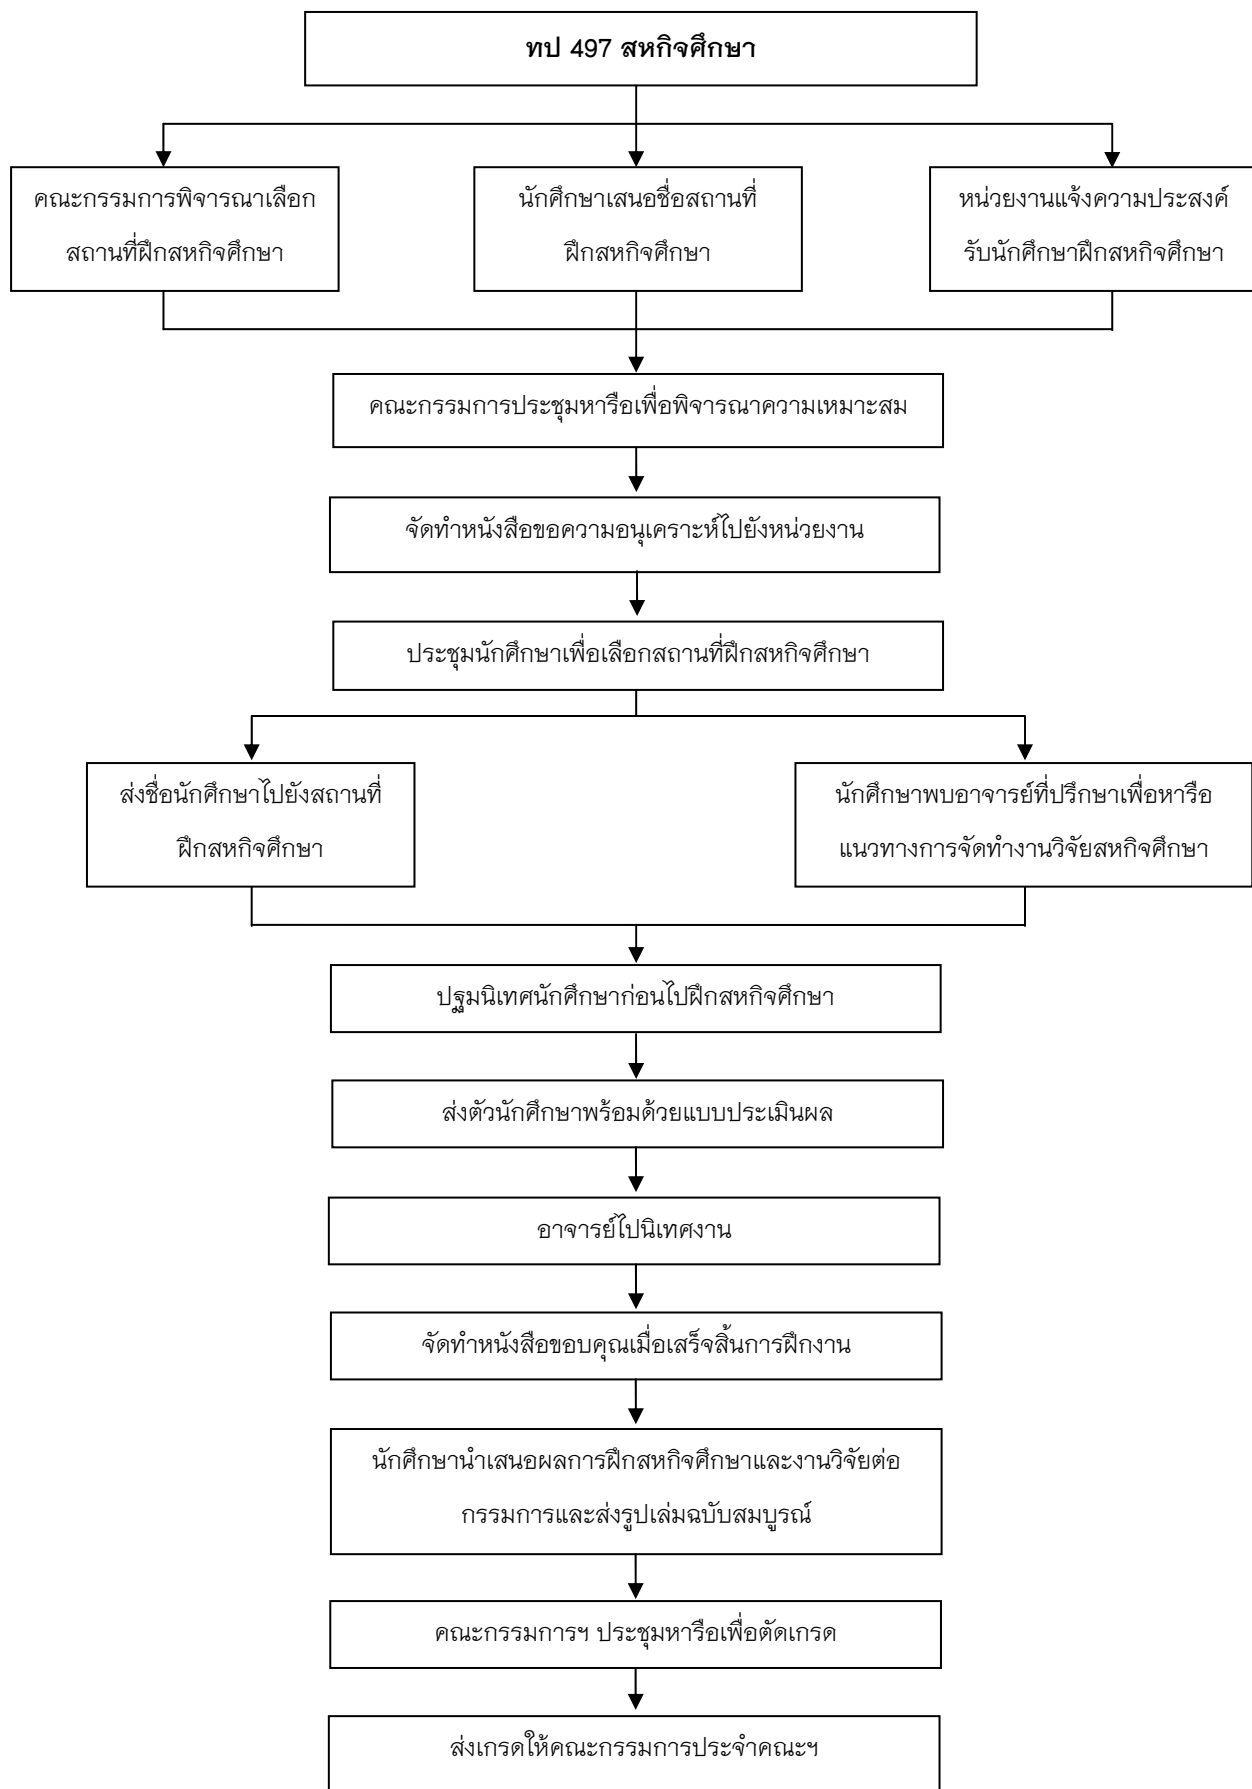 ทป 497 สหกิจศึกษา
คณะกรรมการพิจารณาเลือก
สถานที่ฝึกสหกิจศึกษา
นักศึกษาเสนอชื่อสถานที่
ฝึกสหกิจศึกษา
หน่วยงานแจ้งความประสงค์
รับนักศึกษาฝึกสหกิจศึกษา
คณะกรรมการประชุมหารือเพื่อพิจารณาความเหมาะสม
จัดทำหนังสือขอความอนุเคราะห์ไปยังหน่วยงาน
ประชุมนักศึกษาเพื่อเลือกสถานที่ฝึกสหกิจศึกษา
ส่งชื่อนักศึกษาไปยังสถานที่
ฝึกสหกิจศึกษา
นักศึกษาพบอาจารย์ที่ปรึกษาเพื่อหารือ
แนวทางการจัดทำงานวิจัยสหกิจศึกษา
ปฐมนิเทศนักศึกษาก่อนไปฝึกสหกิจศึกษา
ส่งตัวนักศึกษาพร้อมด้วยแบบประเมินผล
อาจารย์ไปนิเทศงาน
จัดทำหนังสือขอบคุณเมื่อเสร็จสิ้นการฝึกงาน
นักศึกษานำเสนอผลการฝึกสหกิจศึกษาและงานวิจัยต่อ
กรรมการและส่งรูปเล่มฉบับสมบูรณ์
คณะกรรมการฯ ประชุมหารือเพื่อตัดเกรด
ส่งเกรดให้คณะกรรมการประจำคณะฯ